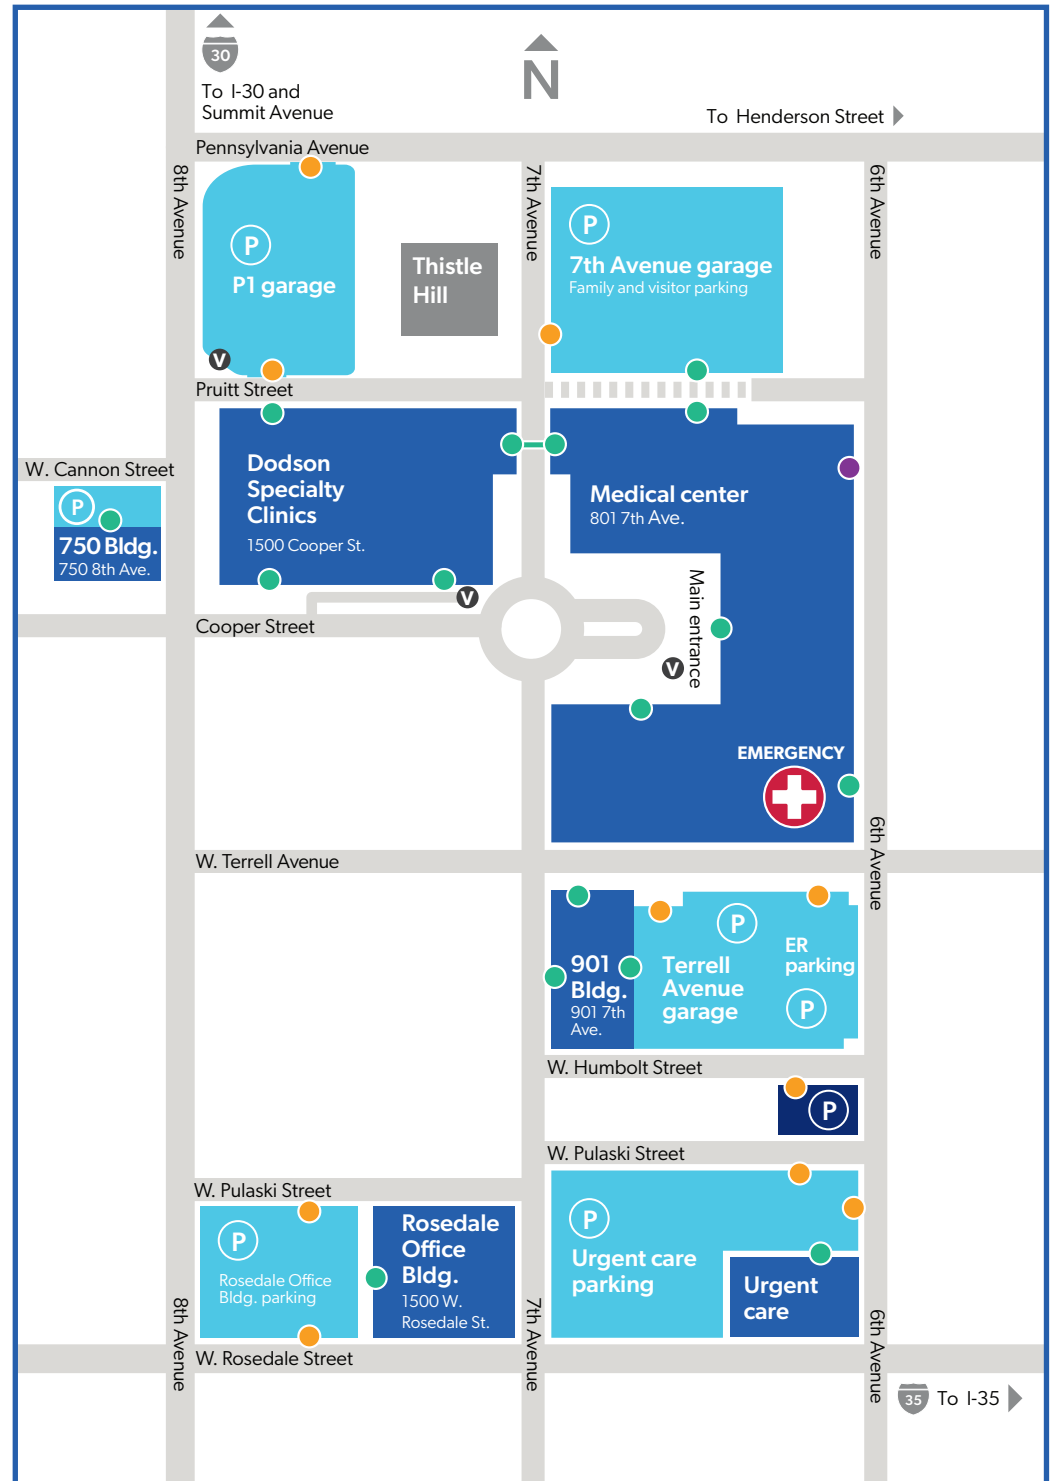 30
To I-30 and
Summit Avenue
N
To Henderson Street
Pennsylvania Avenue
8th Avenue
7th Avenue
6th Avenue
P
P1 garage
V
Thistle
Hill
P
7th Avenue garage
Family and visitor parking
Pruitt Street
W. Cannon Street
P
750 Bldg.
750 8th Ave.
Dodson
Specialty
Clinics
1500 Cooper St.
Medical center
801 7th Ave.
V
Cooper Street
Main entrance
V
EMERGENCY
6th Avenue
W. Terrell Avenue
901
Bldg.
901 7th
Ave.
P
Terrell
Avenue
garage
ER
parking
P
W. Humbolt Street
P
W. Pulaski Street
W. Pulaski Street
P
Rosedale Office
Bldg. parking
Rosedale
Office
Bldg.
1500 W.
Rosedale St.
P
Urgent care
parking
Urgent
care
8th Avenue
7th Avenue
6th Avenue
W. Rosedale Street
35
To I-35